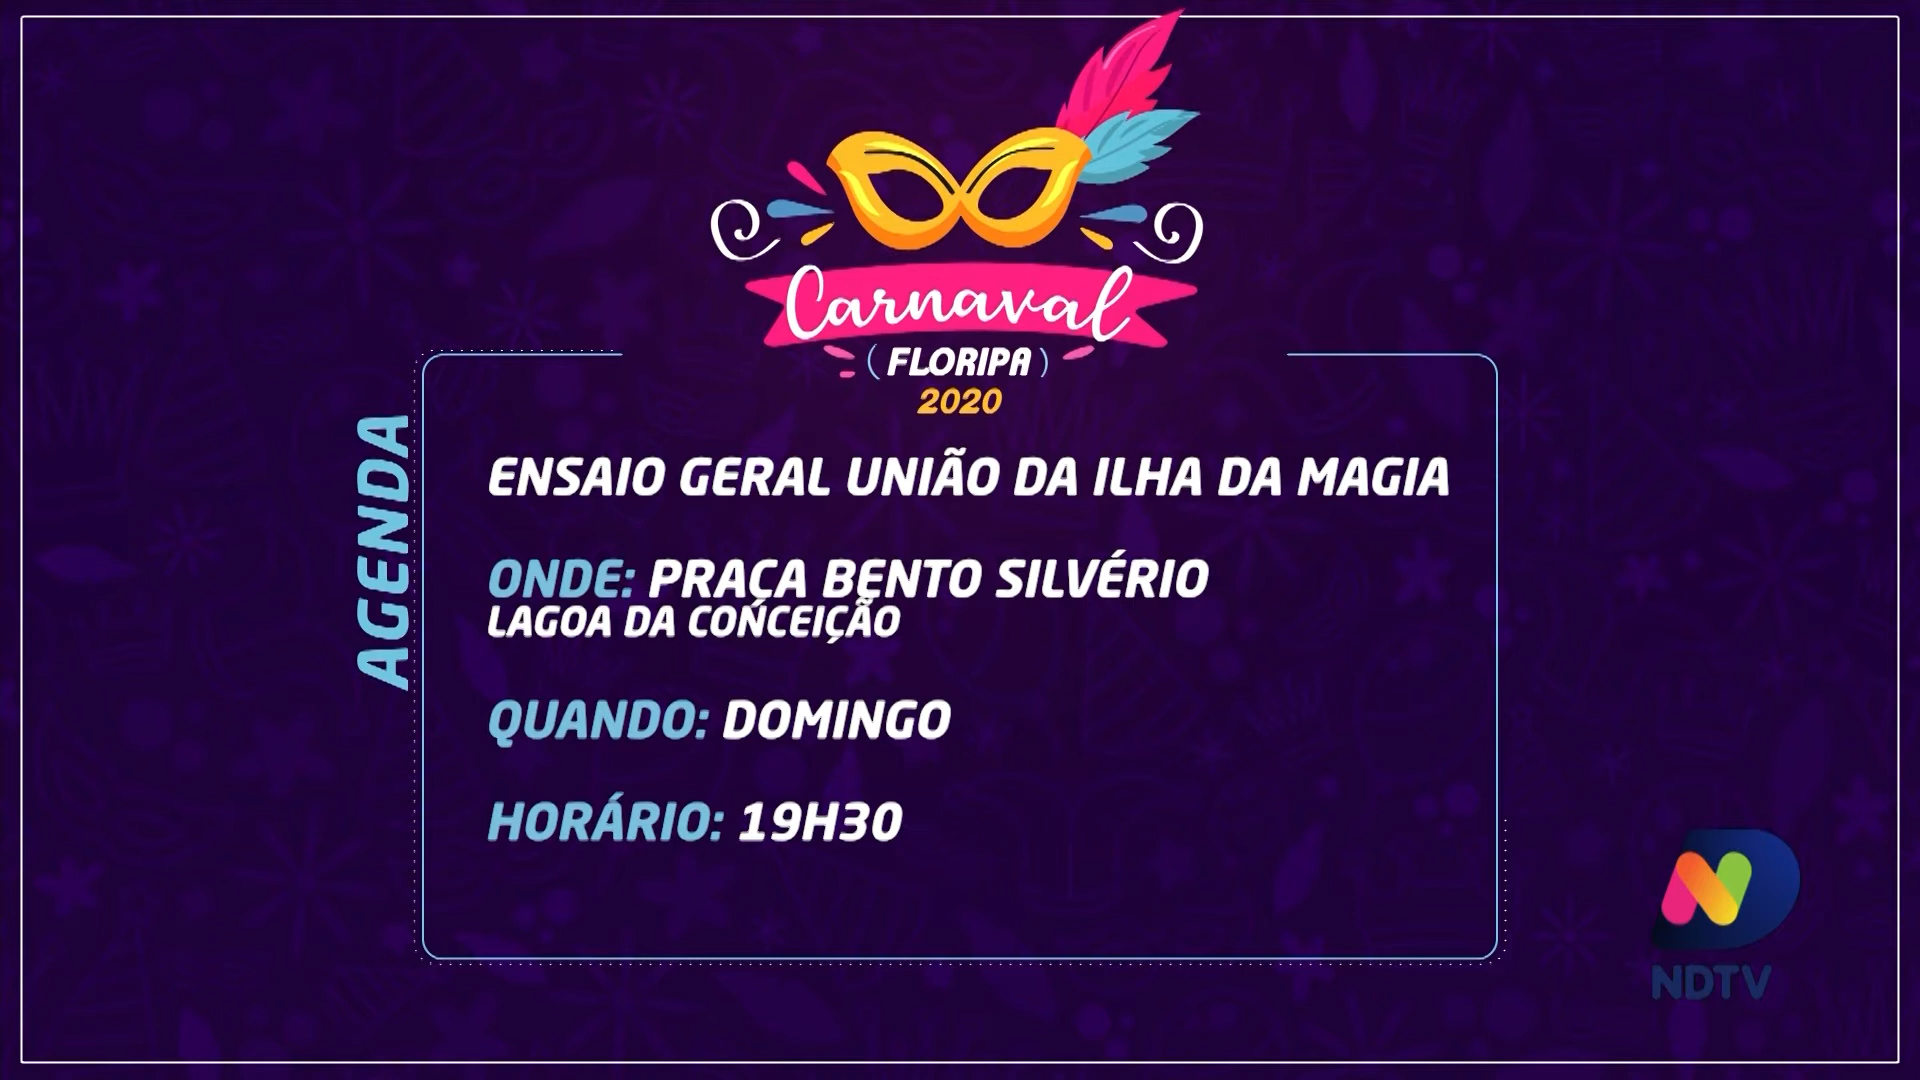 Carnaval
(FLORIPA)
2020
AGENDA
ENSAIO GERAL UNIÃO DA ILHA DA MAGIA
ONDE: PRAÇA BENTO SILVÉRIO
LAGOA DA CONCEIÇÃO
QUANDO: DOMINGO
HORÁRIO: 19H30
NDTV